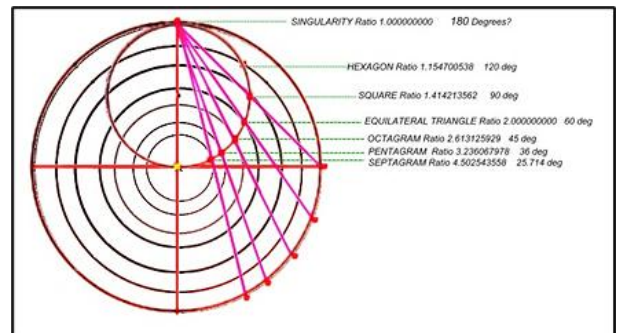 SINGULARITY Ratio 1.000000000 180 Degrees?
HEXAGON Ratio 1.154700538 120 deg
SQUARE Ratio 1.414213562 90 deg
EQUILATERAL TRIANGLE Ratio 2.000000000 60 deg
OCTAGRAM Ratio 2.613125929 45 deg
PENTAGRAM Ratio 3.236067978 36 deg
SEPTAGRAM Ratio 4.502543558 25.714 deg